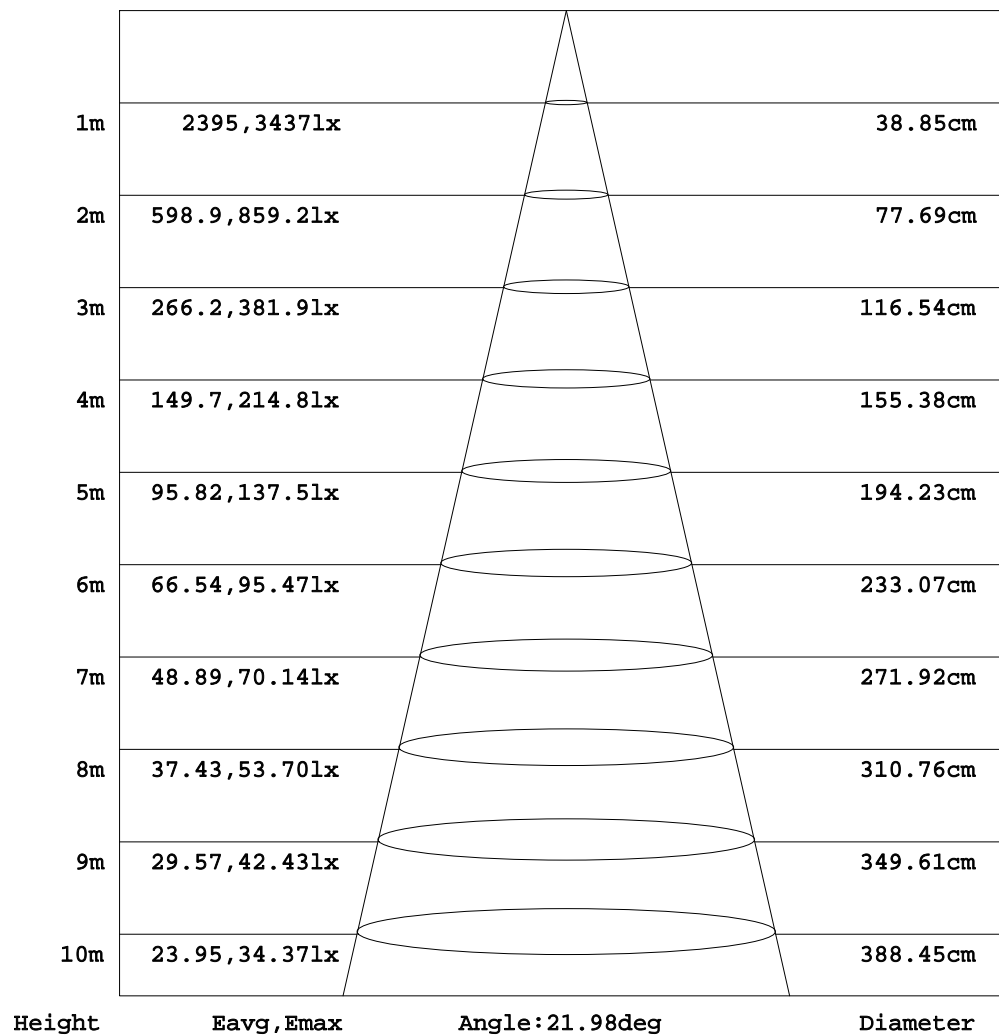 1m 2395,3437lx 38.85cm
2m 598.9,859.2lx 77.69cm
3m 266.2,381.9lx 116.54cm
4m 149.7,214.8lx 155.38cm
5m 95.82,137.5lx 194.23cm
6m 66.54,95.47lx 233.07cm
7m 48.89,70.14lx 271.92cm
8m 37.43,53.70lx 310.76cm
9m 29.57,42.43lx 349.61cm
10m 23.95,34.37lx 388.45cm
Height Eavg,Emax Angle:21.98deg Diameter